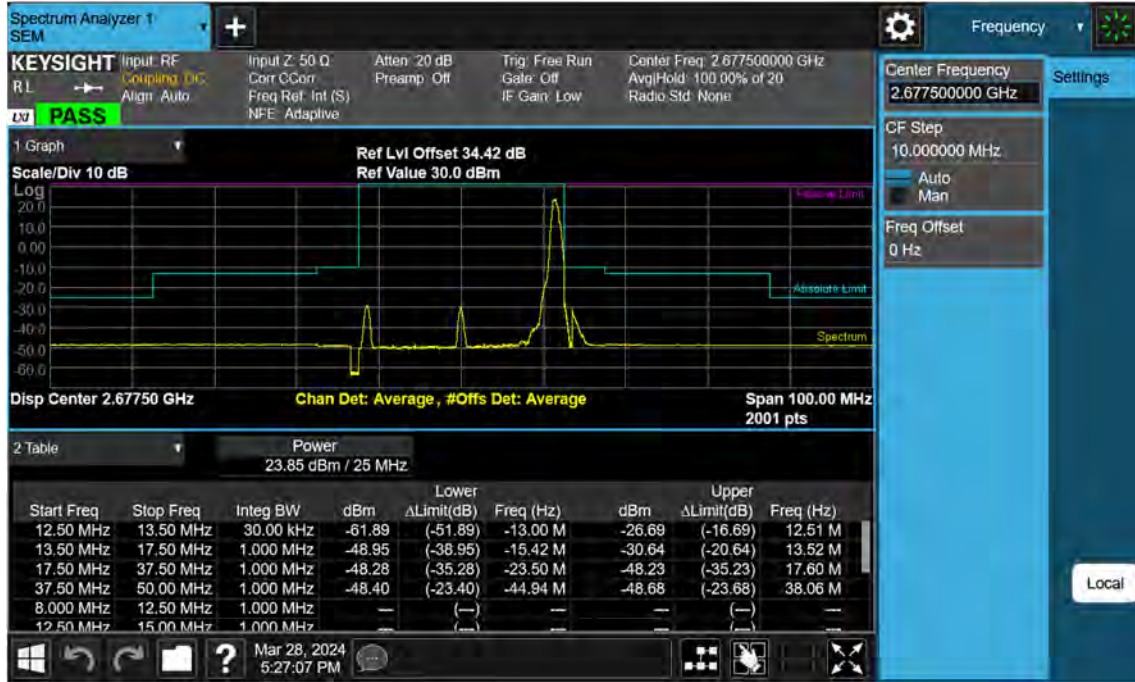 Spectrum Analyzer 1
SEM
+
Frequency
KEYSIGHT
RL
LXI
PASS
Input: RF
Coupling: DC
Align: Auto
Input Z: 50 Ω
Corr CCorr
Freq Ref: Int (S)
NFE: Adaptive
Atten: 20 dB
Preamp: Off
Trig: Free Run
Gate: Off
IF Gain: Low
Center Freq: 2.677500000 GHz
Avg|Hold: 100.00% of 20
Radio Std: None
Center Frequency
2.677500000 GHz
Settings
CF Step
10.000000 MHz
Auto
Man
Freq Offset
0 Hz
1 Graph
Scale/Div 10 dB
Ref Lvl Offset 34.42 dB
Ref Value 30.0 dBm
Log
20.0
10.0
0.00
-10.0
-20.0
-30.0
-40.0
-50.0
-60.0
Relative Limit
Absolute Limit
Spectrum
Disp Center 2.67750 GHz
Chan Det: Average, #Offs Det: Average
Span 100.00 MHz
2001 pts
2 Table
Power
23.85 dBm / 25 MHz
Lower Upper
Start Freq Stop Freq Integ BW dBm ΔLimit(dB) Freq (Hz) dBm ΔLimit(dB) Freq (Hz)
12.50 MHz 13.50 MHz 30.00 kHz -61.89 (-51.89) -13.00 M -26.69 (-16.69) 12.51 M
13.50 MHz 17.50 MHz 1.000 MHz -48.95 (-38.95) -15.42 M -30.64 (-20.64) 13.52 M
17.50 MHz 37.50 MHz 1.000 MHz -48.28 (-35.28) -23.50 M -48.23 (-35.23) 17.60 M
37.50 MHz 50.00 MHz 1.000 MHz -48.40 (-23.40) -44.94 M -48.68 (-23.68) 38.06 M
8.000 MHz 12.50 MHz 1.000 MHz --- (---) --- --- (---) ---
12.50 MHz 15.00 MHz 1.000 MHz --- (---) --- --- (---) ---
Local
?
Mar 28, 2024
5:27:07 PM